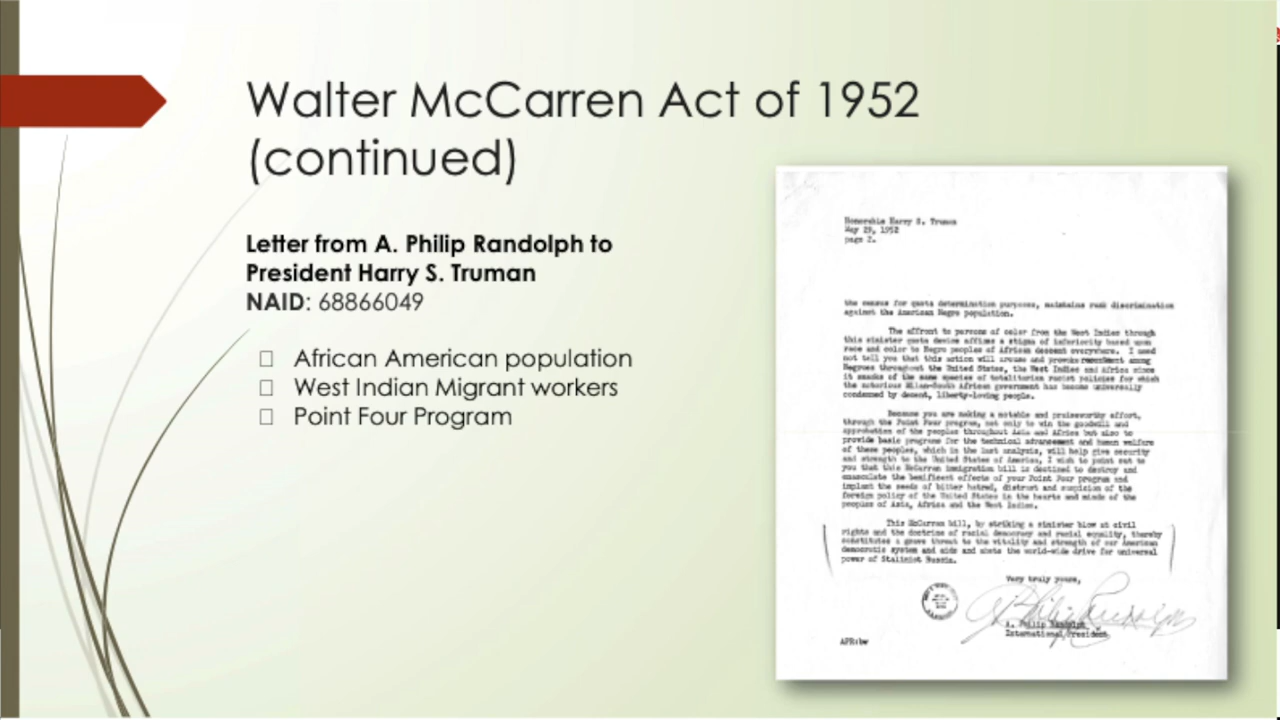 Walter McCarren Act of 1952
(continued)
Letter from A. Philip Randolph to
President Harry S. Truman
NAID: 68866049
African American population
West Indian Migrant workers
Point Four Program
Honorable Harry S. Truman
May 29, 1952
page 2.
the census for quota determination purposes, maintains rank discrimination
against the American Negro population.
The affront to persons of color from the West Indies through
this sinister quota device affixes a stigma of inferiority based upon
race and color to Negro peoples of African descent everywhere. I need
not tell you that this action will arouse and provoke resentment among
Negroes throughout the United States, the West Indies and Africa since
it smacks of the same species of totalitarian racist policies for which
the notorious Milan-South African government has become universally
condemned by decent, liberty-loving people.
Because you are making a notable and praiseworthy effort,
through the Point Four program, not only to win the goodwill and
approbation of the peoples throughout Asia and Africa but also to
provide basic programs for the technical advancement and human welfare
of these peoples, which in the last analysis, will help give security
and strength to the United States of America, I wish to point out to
you that this McCarren immigration bill is destined to destroy and
emasculate the benificent effects of your Point Four program and
implant the seeds of bitter hatred, distrust and suspicion of the
foreign policy of the United States in the hearts and minds of the
peoples of Asia, Africa and the West Indies.
This McCarren bill, by striking a sinister blow at civil
rights and the doctrine of racial democracy and racial equality, thereby
constitutes a grave threat to the vitality and strength of our American
democratic system and aids and abets the world-wide drive for universal
power of Stalinist Russia.
Very truly yours,
A. Philip Randolph
A. Philip Randolph
International President
APR:bw